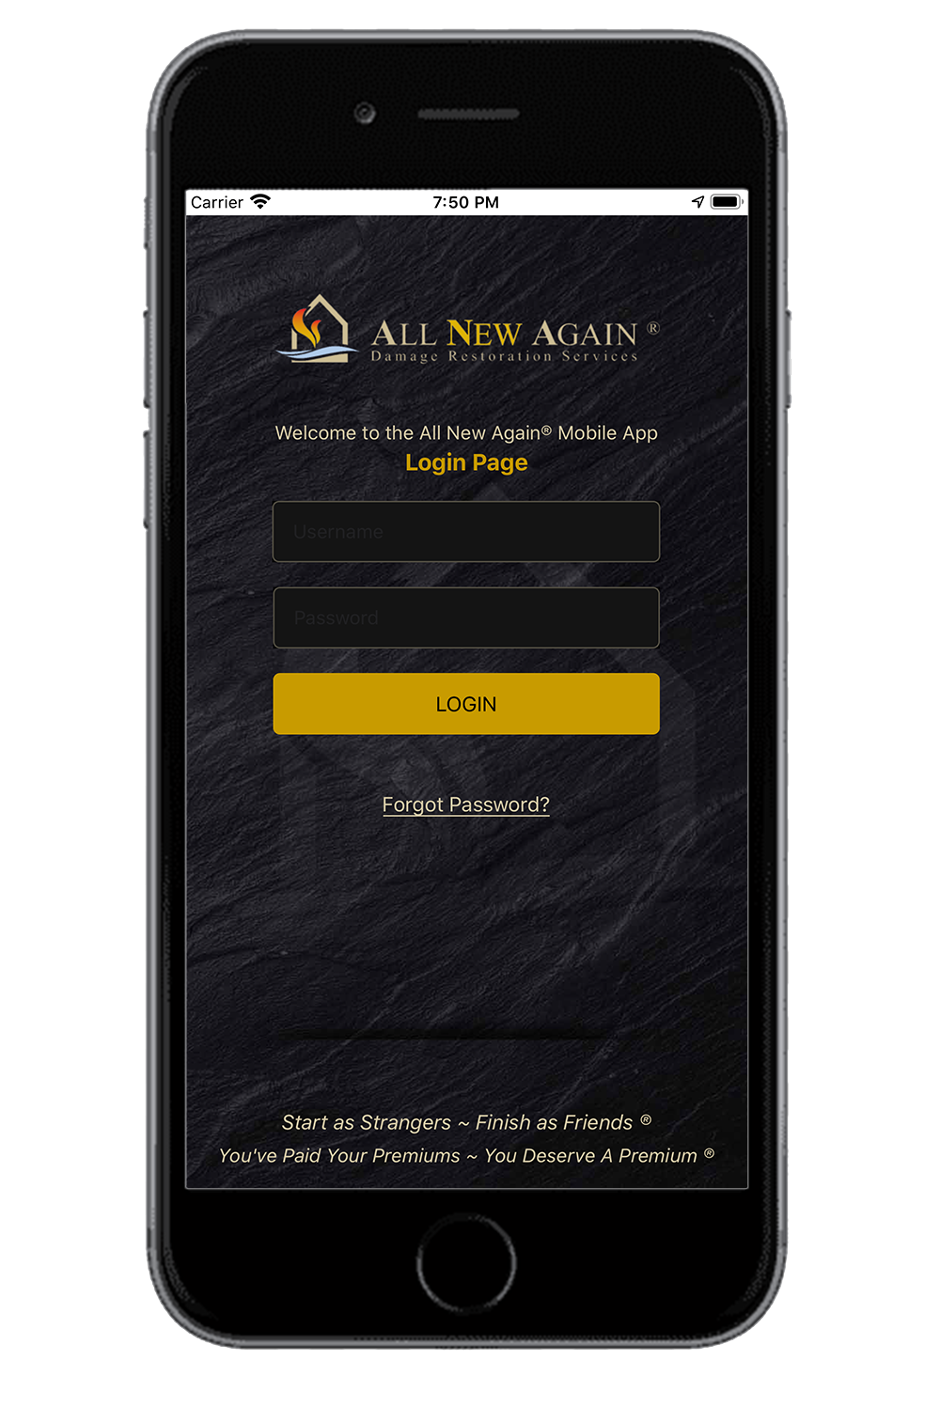 Carrier 7:50 PM
ALL NEW AGAIN ®
Damage Restoration Services
Welcome to the All New Again® Mobile App
Login Page
Username
Password
LOGIN
Forgot Password?
Start as Strangers ~ Finish as Friends ®
You've Paid Your Premiums ~ You Deserve A Premium ®